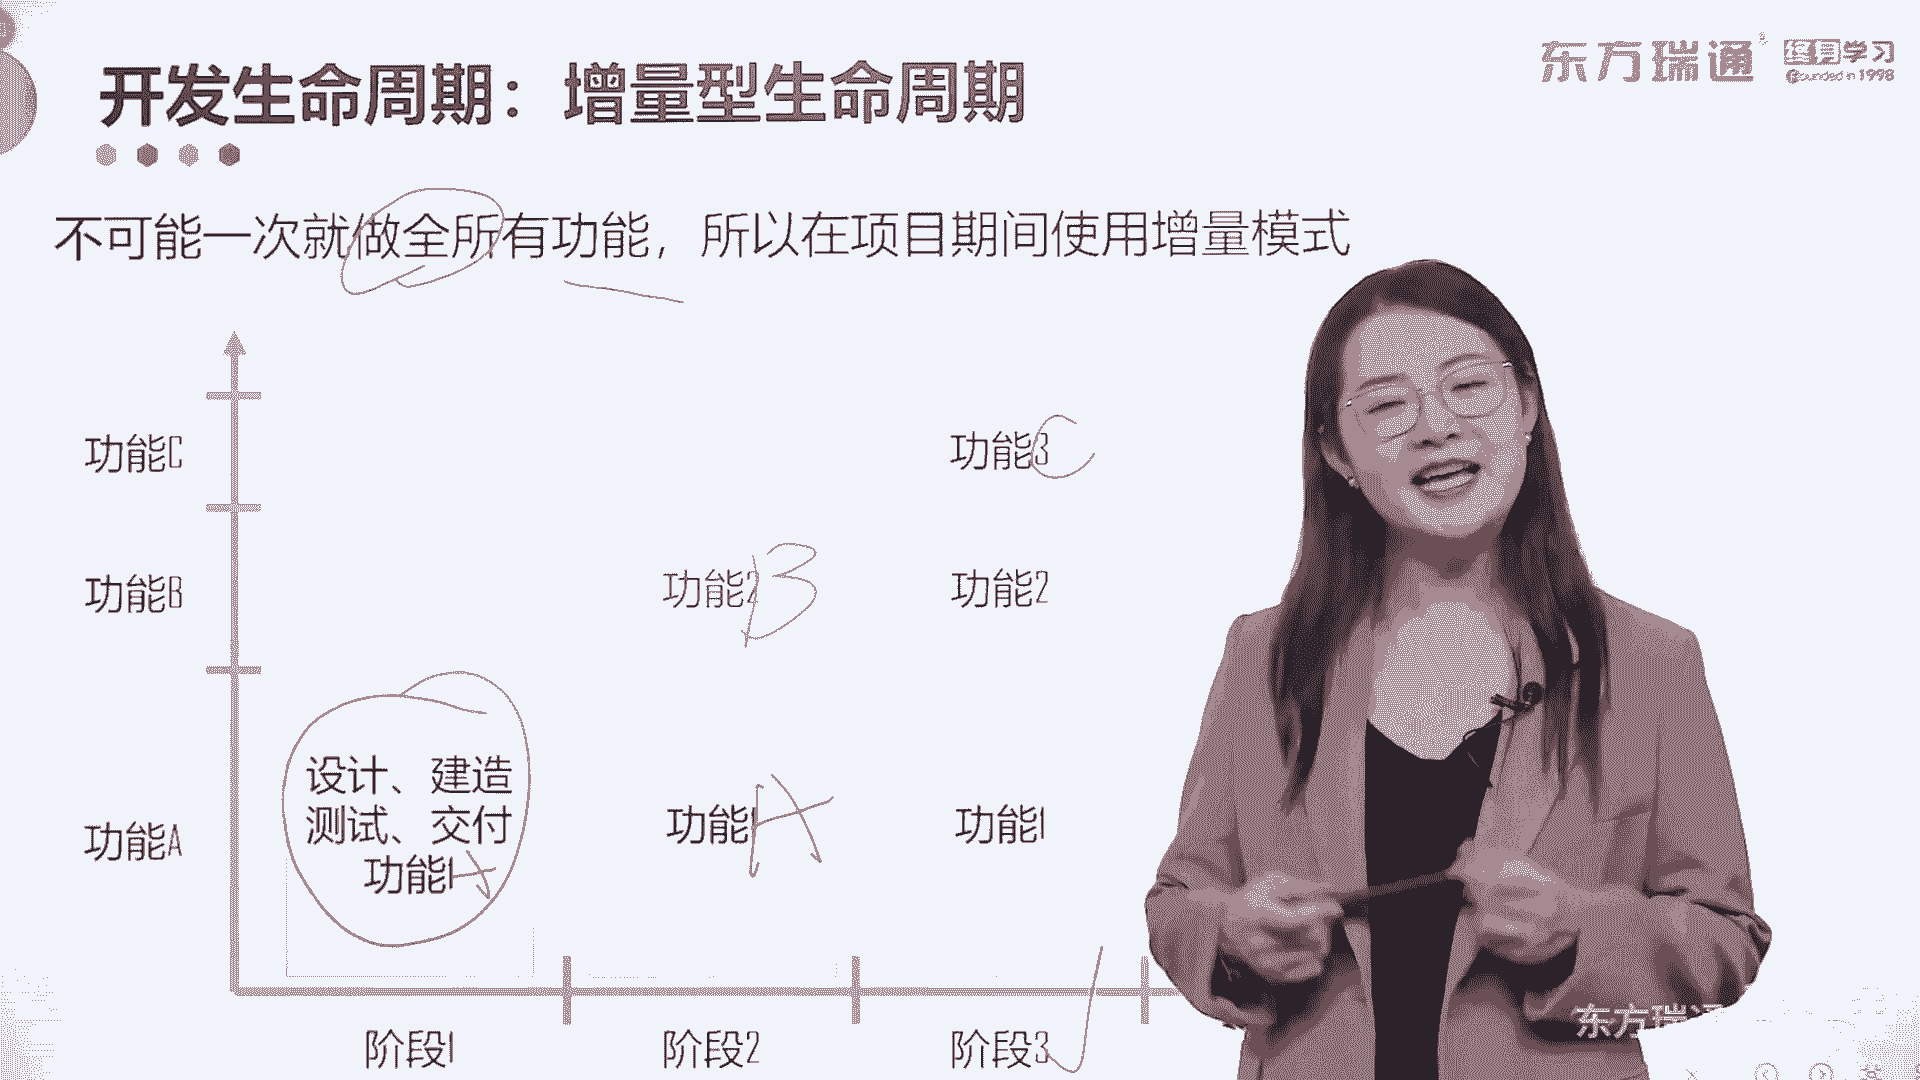 开发生命周期：增量型生命周期
东方瑞通 终身学习
Founded in 1998
不可能一次就做全所有功能，所以在项目期间使用增量模式
功能C
功能3 C
功能B
功能2 B
功能2
功能A
设计、建造
测试、交付
功能1
功能1 A
功能1
阶段1
阶段2
阶段3
东方瑞通